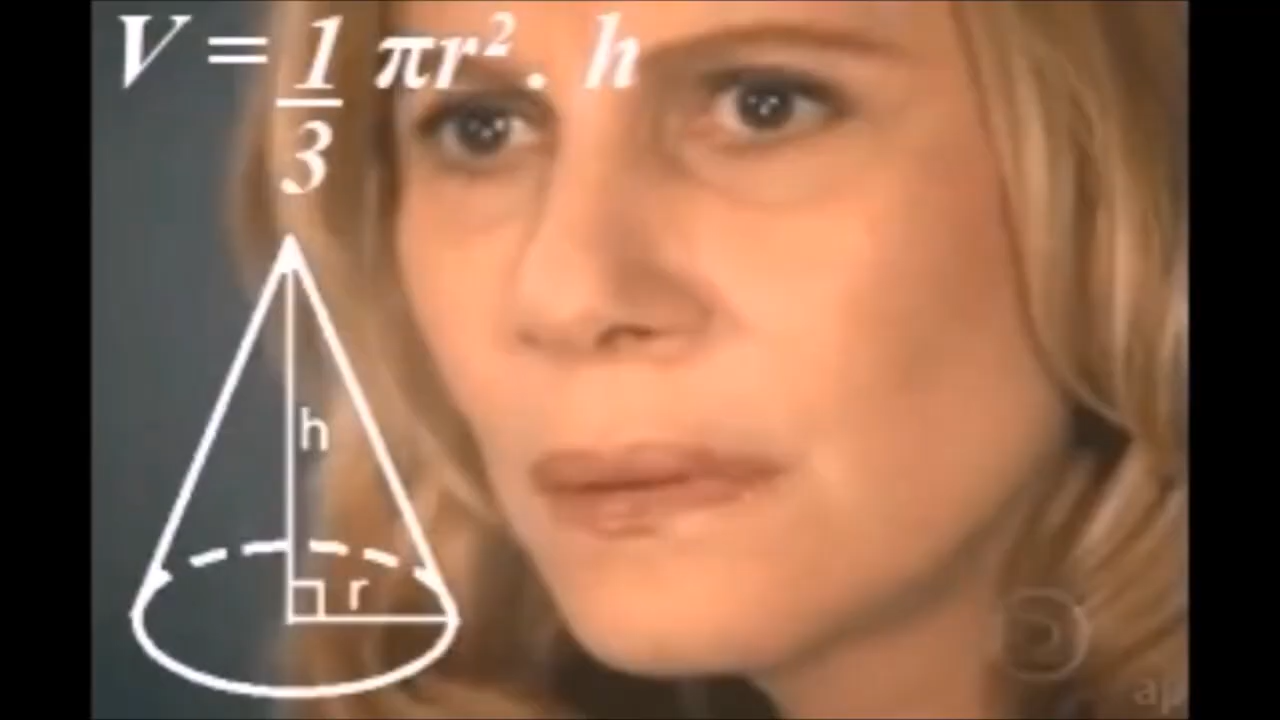 V = 1/3 πr² . h
h
r